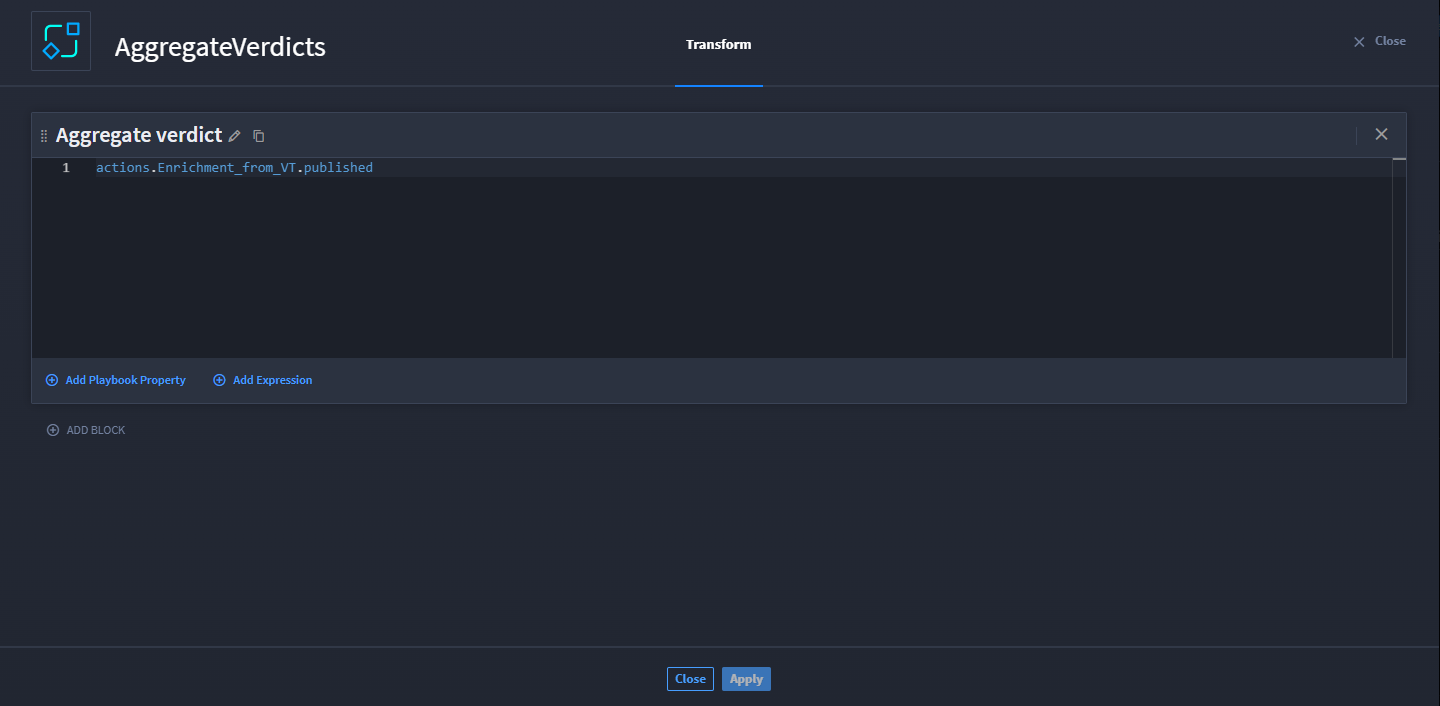 AggregateVerdicts
Transform
Close
Aggregate verdict
1 actions.Enrichment_from_VT.published
Add Playbook Property
Add Expression
ADD BLOCK
Close
Apply